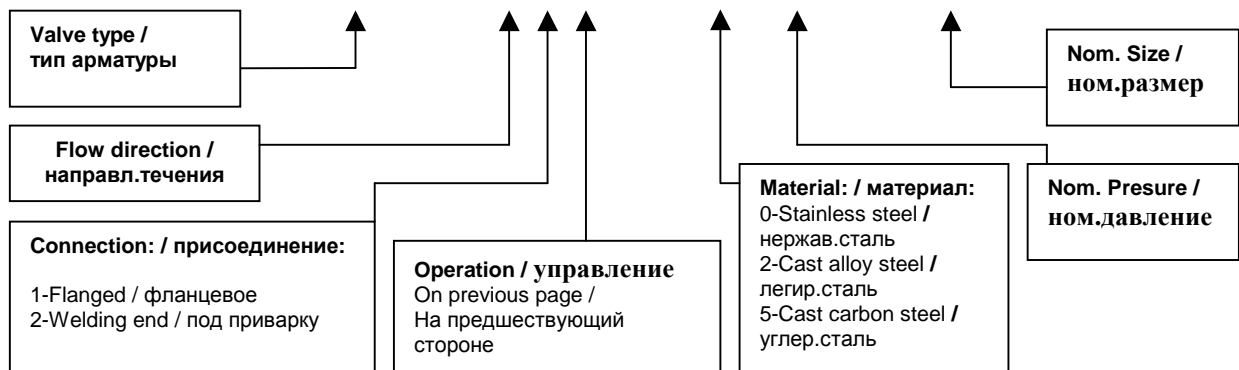 Valve type /
тип арматуры
Nom. Size /
ном.размер
Flow direction /
направл.течения
Connection: / присоединение:
1-Flanged / фланцевое
2-Welding end / под приварку
Operation / управление
On previous page /
На предшествующий
стороне
Material: / материал:
0-Stainless steel /
нержав.сталь
2-Cast alloy steel /
легир.сталь
5-Cast carbon steel /
углер.сталь
Nom. Presure /
ном.давление